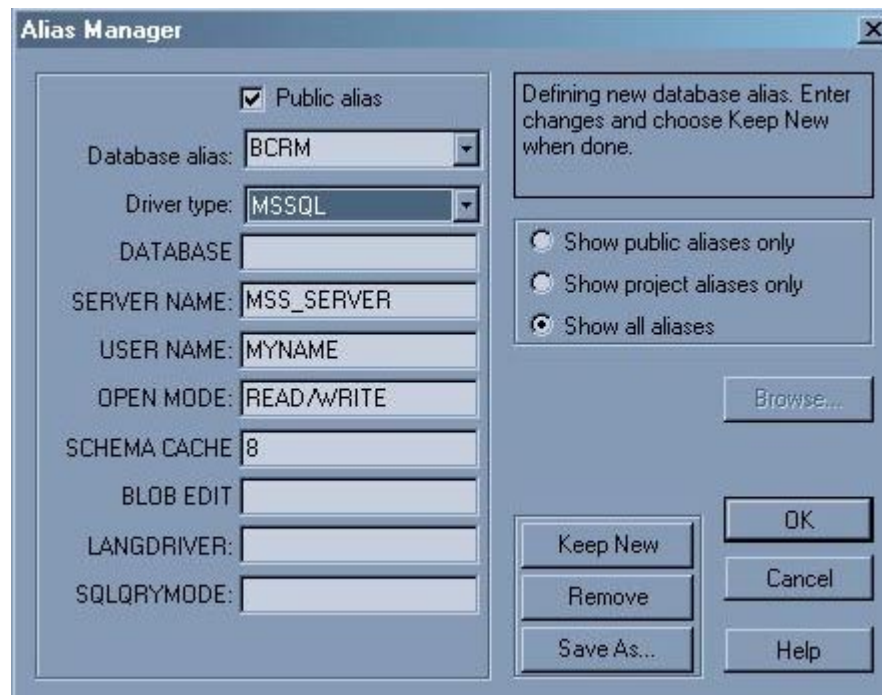 Alias Manager
Public alias
Database alias: BCRM
Driver type: MSSQL
DATABASE
SERVER NAME: MSS_SERVER
USER NAME: MYNAME
OPEN MODE: READ/WRITE
SCHEMA CACHE 8
BLOB EDIT
LANGDRIVER:
SQLQRYMODE:
Defining new database alias. Enter
changes and choose Keep New
when done.
Show public aliases only
Show project aliases only
Show all aliases
Browse...
Keep New
Remove
Save As...
OK
Cancel
Help